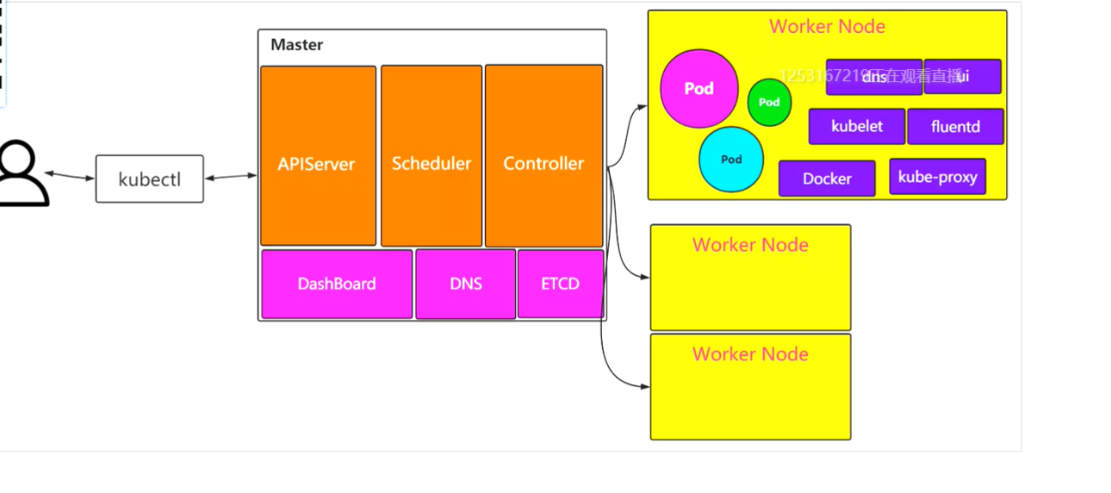 kubectl
Master
APIServer
Scheduler
Controller
DashBoard
DNS
ETCD
Worker Node
Pod
Pod
Pod
1253167219正在观看直播
dns
ui
kubelet
fluentd
Docker
kube-proxy
Worker Node
Worker Node